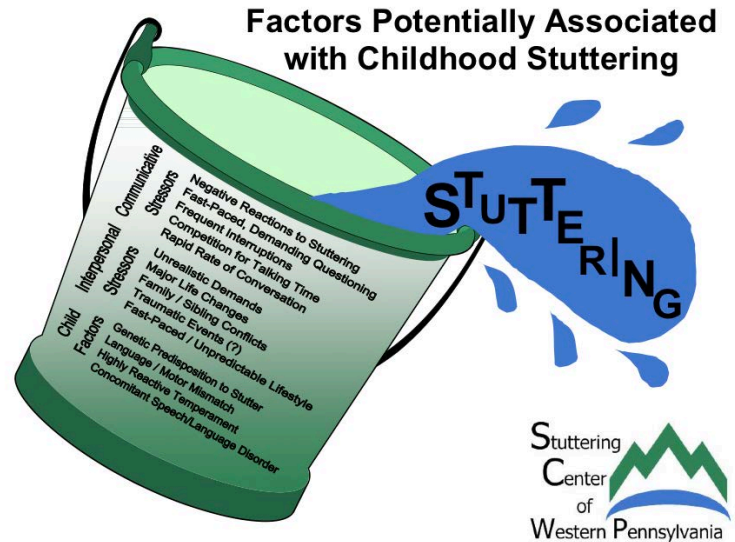 Factors Potentially Associated
with Childhood Stuttering
Communicative
Stressors
Negative Reactions to Stuttering
Fast-Paced, Demanding Questioning
Frequent Interruptions
Competition for Talking Time
Rapid Rate of Conversation
Interpersonal
Stressors
Unrealistic Demands
Major Life Changes
Family / Sibling Conflicts
Traumatic Events (?)
Fast-Paced / Unpredictable Lifestyle
Child
Factors
Genetic Predisposition to Stutter
Language / Motor Mismatch
Highly Reactive Temperament
Concomitant Speech/Language Disorder
STUTTERING
Stuttering
Center
of
Western Pennsylvania